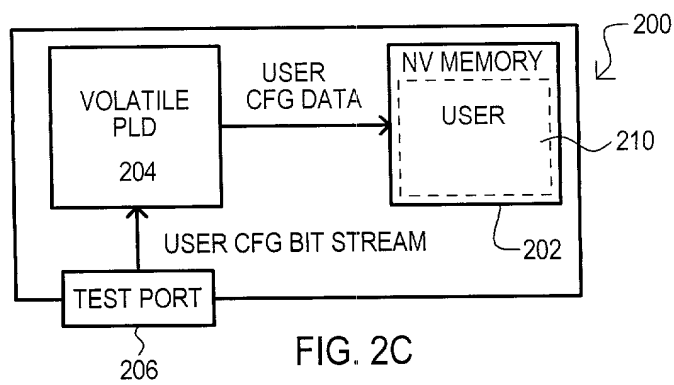 200
VOLATILE
PLD
204
USER
CFG DATA
NV MEMORY
USER
210
USER CFG BIT STREAM
202
TEST PORT
206
FIG. 2C